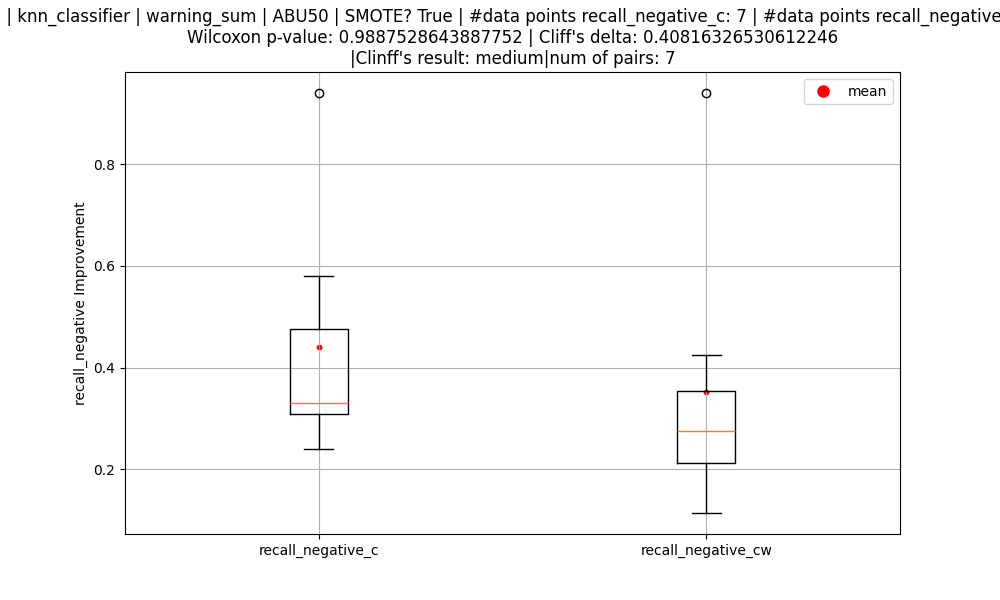 | knn_classifier | warning_sum | ABU50 | SMOTE? True | #data points recall_negative_c: 7 | #data points recall_negative
Wilcoxon p-value: 0.9887528643887752 | Cliff's delta: 0.40816326530612246
|Clinff's result: medium|num of pairs: 7
mean
0.8
0.6
0.4
0.2
recall_negative Improvement
recall_negative_c
recall_negative_cw